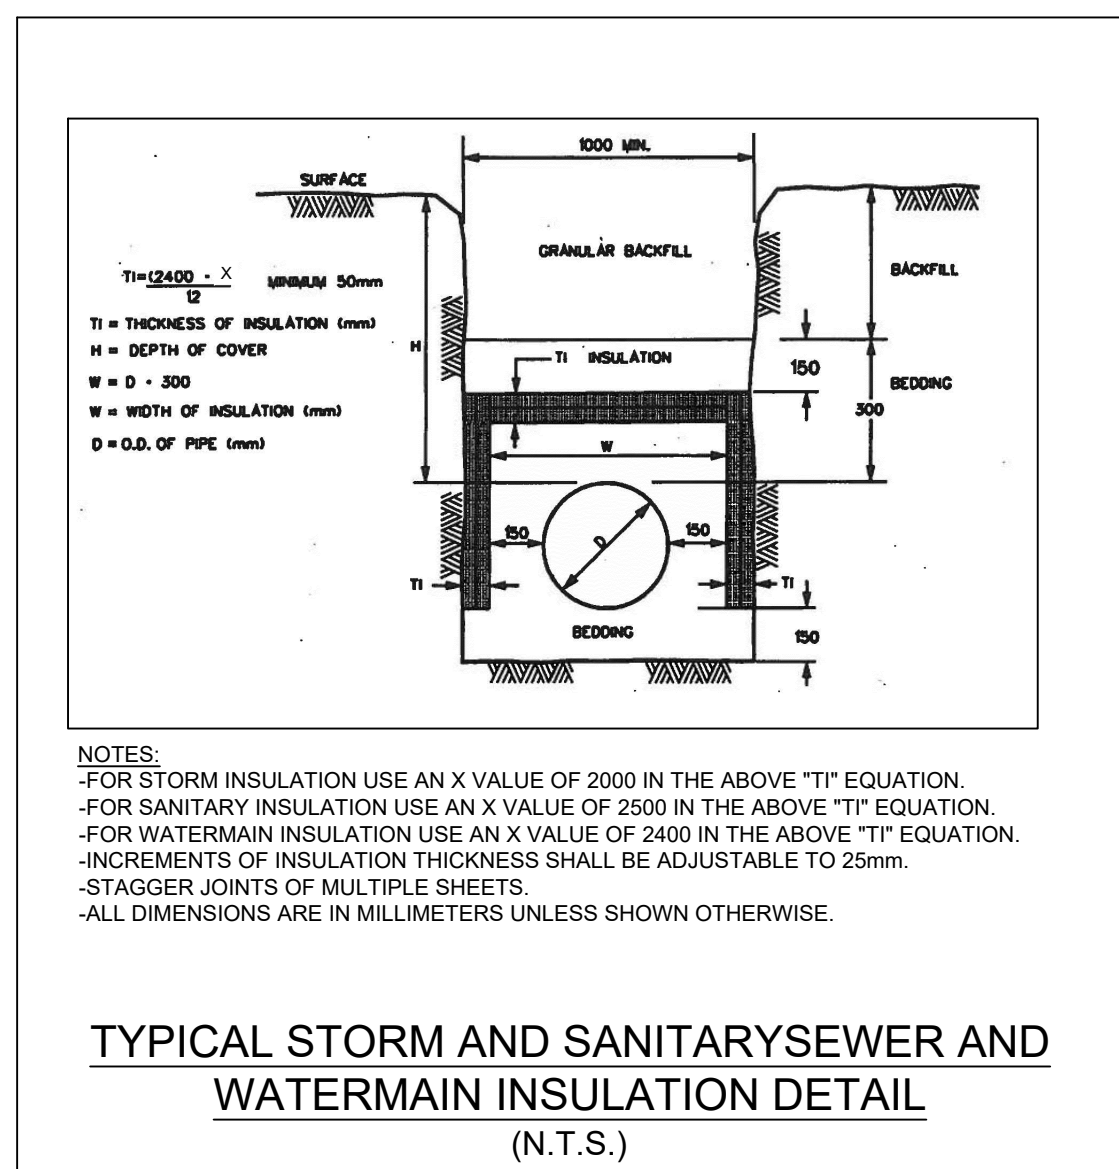 1000 MIN.
SURFACE
GRANULAR BACKFILL
BACKFILL
TI=(2400 - X
12
MINIMUM 50mm
TI = THICKNESS OF INSULATION (mm)
H = DEPTH OF COVER
W = D + 300
W = WIDTH OF INSULATION (mm)
D = O.D. OF PIPE (mm)
H
TI INSULATION
150
BEDDING
300
W
150
D
150
TI
TI
BEDDING
150
NOTES:
-FOR STORM INSULATION USE AN X VALUE OF 2000 IN THE ABOVE "TI" EQUATION.
-FOR SANITARY INSULATION USE AN X VALUE OF 2500 IN THE ABOVE "TI" EQUATION.
-FOR WATERMAIN INSULATION USE AN X VALUE OF 2400 IN THE ABOVE "TI" EQUATION.
-INCREMENTS OF INSULATION THICKNESS SHALL BE ADJUSTABLE TO 25mm.
-STAGGER JOINTS OF MULTIPLE SHEETS.
-ALL DIMENSIONS ARE IN MILLIMETERS UNLESS SHOWN OTHERWISE.
TYPICAL STORM AND SANITARYSEWER AND
WATERMAIN INSULATION DETAIL
(N.T.S.)